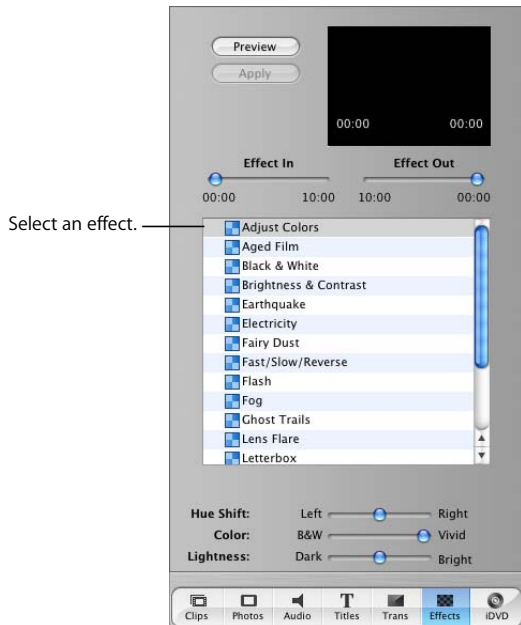 Preview
Apply
00:00 00:00
Effect In Effect Out
00:00 10:00 10:00 00:00
Select an effect.
Adjust Colors
Aged Film
Black & White
Brightness & Contrast
Earthquake
Electricity
Fairy Dust
Fast/Slow/Reverse
Flash
Fog
Ghost Trails
Lens Flare
Letterbox
Hue Shift: Left Right
Color: B&W Vivid
Lightness: Dark Bright
Clips Photos Audio Titles Trans Effects iDVD